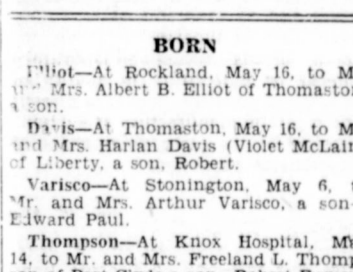 BORN
Elliot—At Rockland, May 16, to M
and Mrs. Albert B. Elliot of Thomaston
a son.
Davis—At Thomaston, May 16, to M
and Mrs. Harlan Davis (Violet McLain
of Liberty, a son, Robert.
Varisco—At Stonington, May 6, t
Mr. and Mrs. Arthur Varisco, a son—
Edward Paul.
Thompson—At Knox Hospital, M
14, to Mr. and Mrs. Freeland L. Thomp